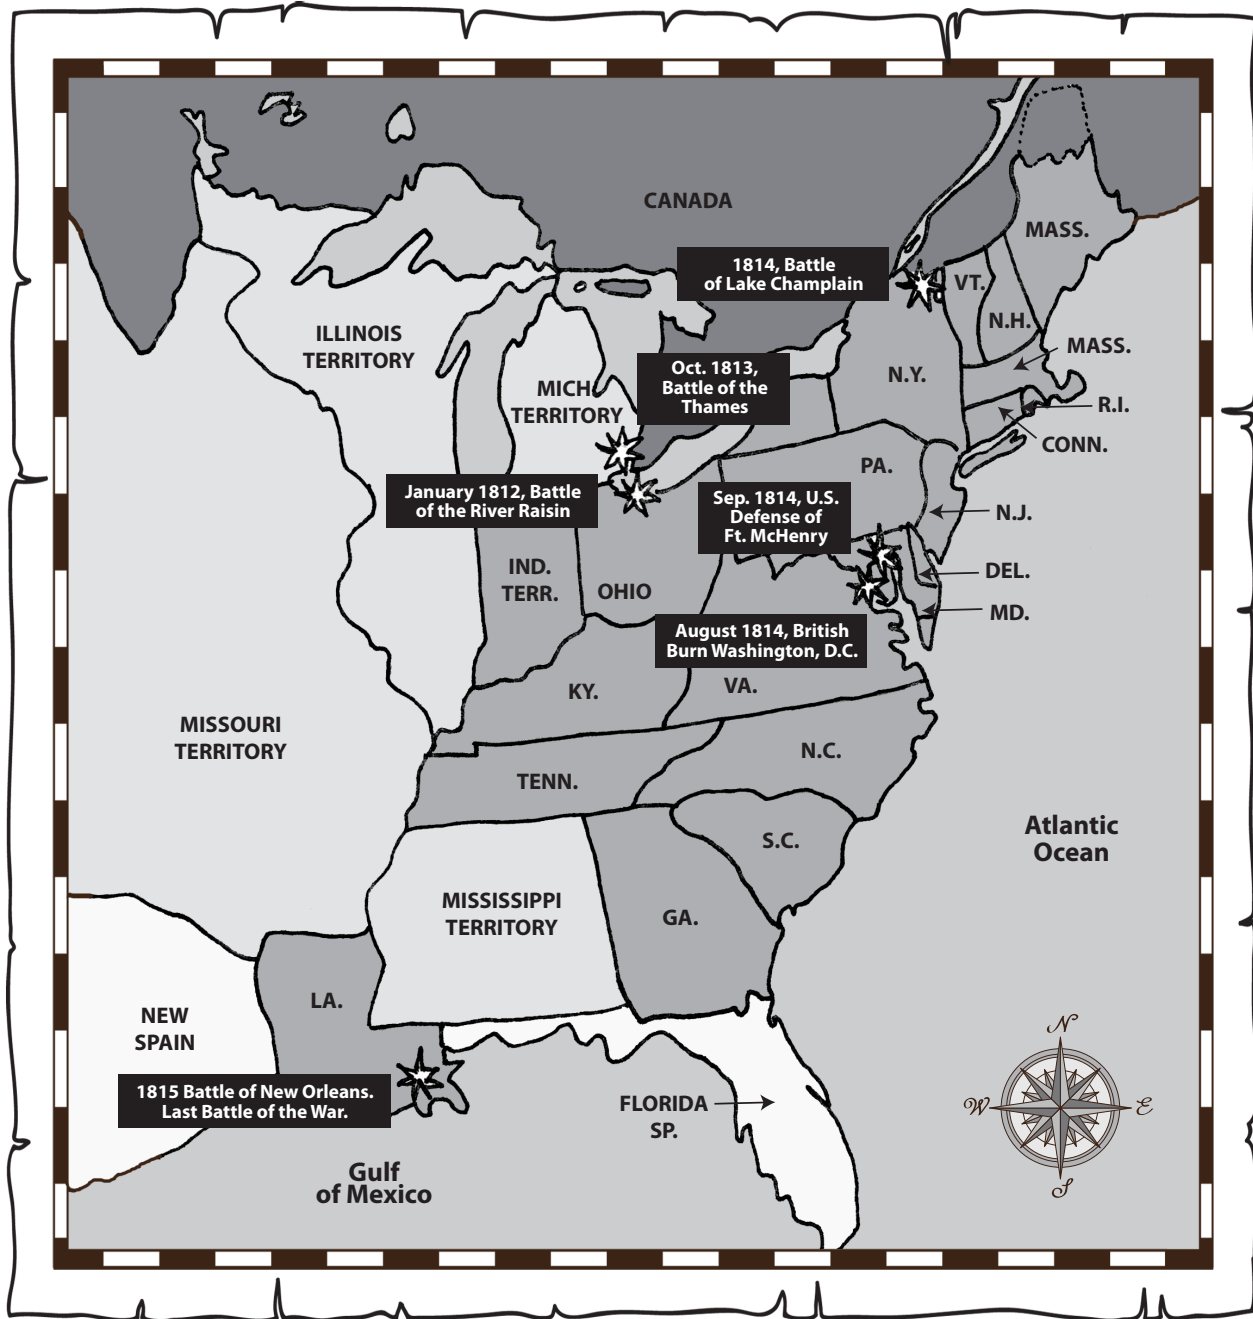 CANADA
MASS.
1814, Battle
of Lake Champlain
VT.
N.H.
ILLINOIS
TERRITORY
MASS.
Oct. 1813,
Battle of the
Thames
N.Y.
MICH.
TERRITORY
R.I.
CONN.
PA.
January 1812, Battle
of the River Raisin
Sep. 1814, U.S.
Defense of
Ft. McHenry
N.J.
IND.
TERR.
OHIO
DEL.
MD.
August 1814, British
Burn Washington, D.C.
KY.
VA.
MISSOURI
TERRITORY
N.C.
TENN.
Atlantic
Ocean
S.C.
MISSISSIPPI
TERRITORY
GA.
LA.
NEW
SPAIN
N
1815 Battle of New Orleans.
Last Battle of the War.
FLORIDA
SP.
W
E
Gulf
of Mexico
S